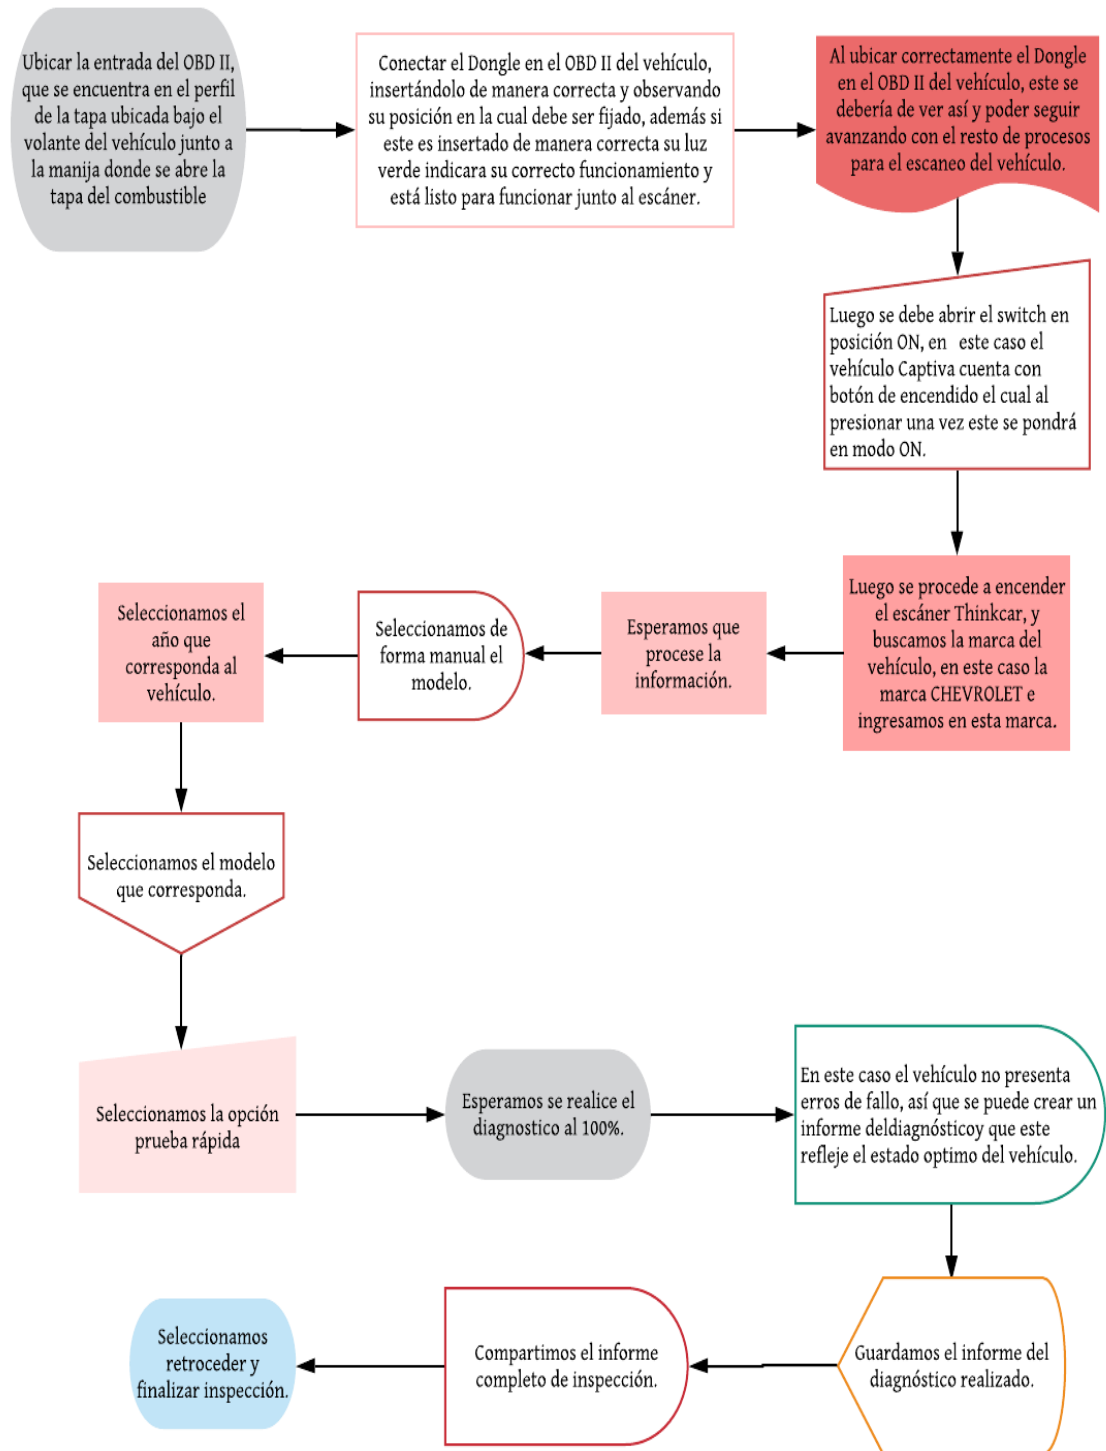 Ubicar la entrada del OBD II,
que se encuentra en el perfil
de la tapa ubicada bajo el
volante del vehículo junto a
la manija donde se abre la
tapa del combustible
Conectar el Dongle en el OBD II del vehículo,
insertándolo de manera correcta y observando
su posición en la cual debe ser fijado, además si
este es insertado de manera correcta su luz
verde indicara su correcto funcionamiento y
está listo para funcionar junto al escáner.
Al ubicar correctamente el Dongle
en el OBD II del vehículo, este se
debería de ver así y poder seguir
avanzando con el resto de procesos
para el escaneo del vehículo.
Luego se debe abrir el switch en
posición ON, en este caso el
vehículo Captiva cuenta con
botón de encendido el cual al
presionar una vez este se pondrá
en modo ON.
Luego se procede a encender
el escáner Thinkcar, y
buscamos la marca del
vehículo, en este caso la
marca CHEVROLET e
ingresamos en esta marca.
Esperamos que
procese la
información.
Seleccionamos de
forma manual el
modelo.
Seleccionamos el
año que
corresponda al
vehículo.
Seleccionamos el modelo
que corresponda.
Seleccionamos la opción
prueba rápida
Esperamos se realice el
diagnostico al 100%.
En este caso el vehículo no presenta
erros de fallo, así que se puede crear un
informe deldiagnósticoy que este
refleje el estado optimo del vehículo.
Guardamos el informe del
diagnóstico realizado.
Compartimos el informe
completo de inspección.
Seleccionamos
retroceder y
finalizar inspección.